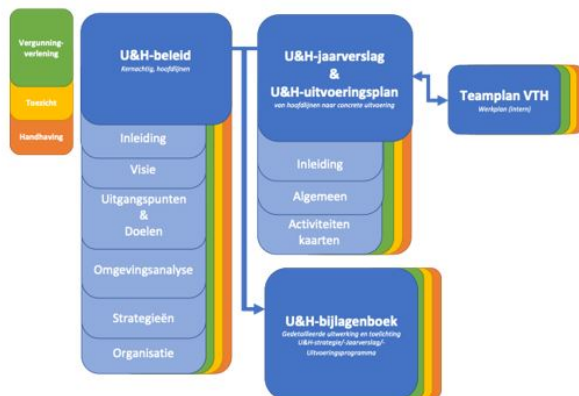 Vergunning-
verlening
Toezicht
Handhaving
U&H-beleid
Kernachtig, hoofdlijnen
Inleiding
Visie
Uitgangspunten
&
Doelen
Omgevingsanalyse
Strategieën
Organisatie
U&H-jaarverslag
&
U&H-uitvoeringsplan
van hoofdlijnen naar concrete uitvoering
Inleiding
Algemeen
Activiteiten
kaarten
Teamplan VTH
Werkplan (intern)
U&H-bijlagenboek
Gedetailleerde uitwerking en toelichting
U&H-strategie/-Jaarverslag/-
Uitvoeringsprogramma